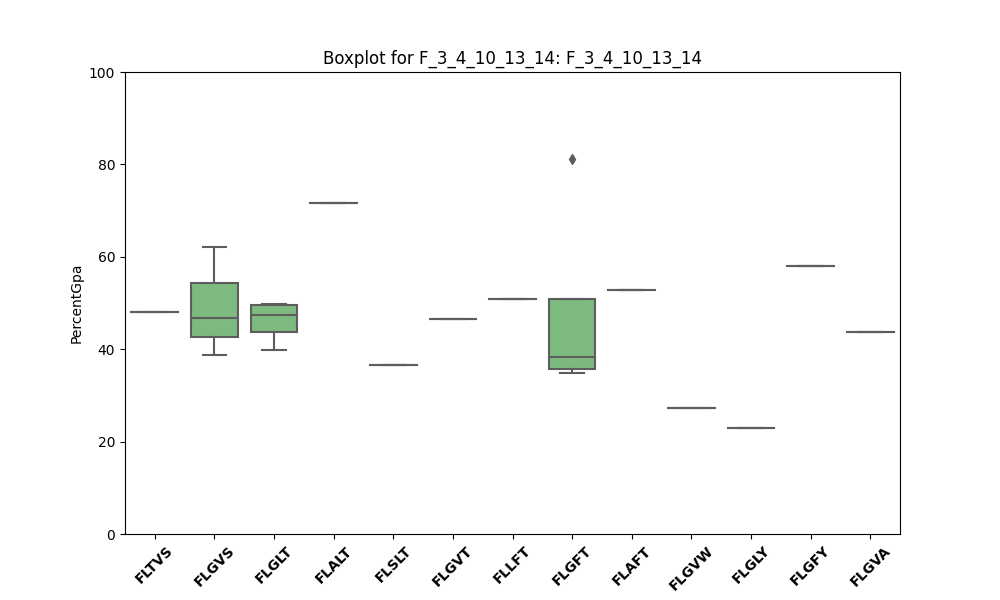 Boxplot for F_3_4_10_13_14: F_3_4_10_13_14
100
80
60
40
20
0
PercentGpa
FLTVS
FLGVS
FLGLT
FLALT
FLSLT
FLGVT
FLLFT
FLGFT
FLAFT
FLGVW
FLGLY
FLGFY
FLGVA